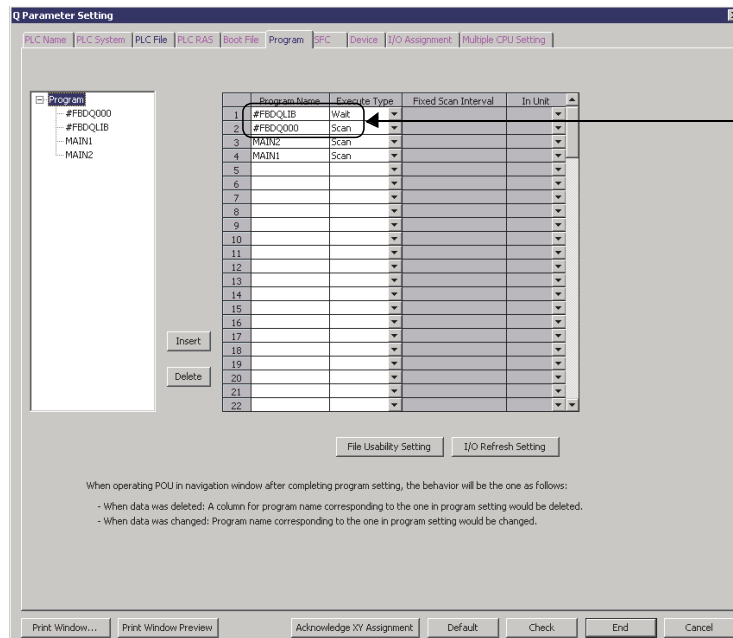 Q Parameter Setting
PLC Name PLC System PLC File PLC RAS Boot File Program SFC Device I/O Assignment Multiple CPU Setting
Program
#FBDQ000
#FBDQLIB
MAIN1
MAIN2
Program Name Execute Type Fixed Scan Interval In Unit
1 #FBDQLIB Wait
2 #FBDQ000 Scan
3 MAIN2 Scan
4 MAIN1 Scan
5
6
7
8
9
10
11
12
13
14
15
16
17
18
19
20
21
22
Insert
Delete
File Usability Setting I/O Refresh Setting
When operating POU in navigation window after completing program setting, the behavior will be the one as follows:
- When data was deleted: A column for program name corresponding to the one in program setting would be deleted.
- When data was changed: Program name corresponding to the one in program setting would be changed.
Print Window... Print Window Preview Acknowledge XY Assignment Default Check End Cancel